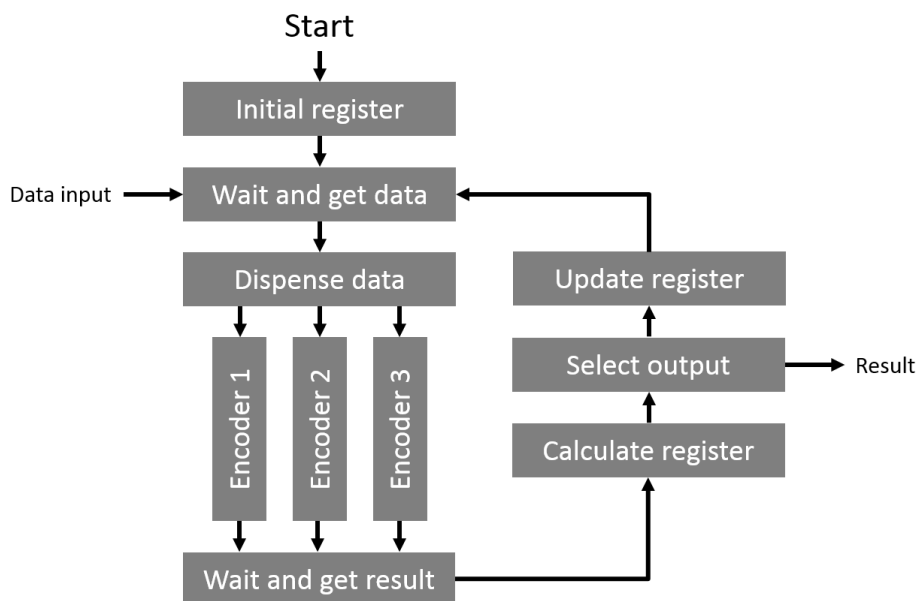 Start
Initial register
Data input
Wait and get data
Dispense data
Encoder 1
Encoder 2
Encoder 3
Wait and get result
Update register
Select output
Result
Calculate register